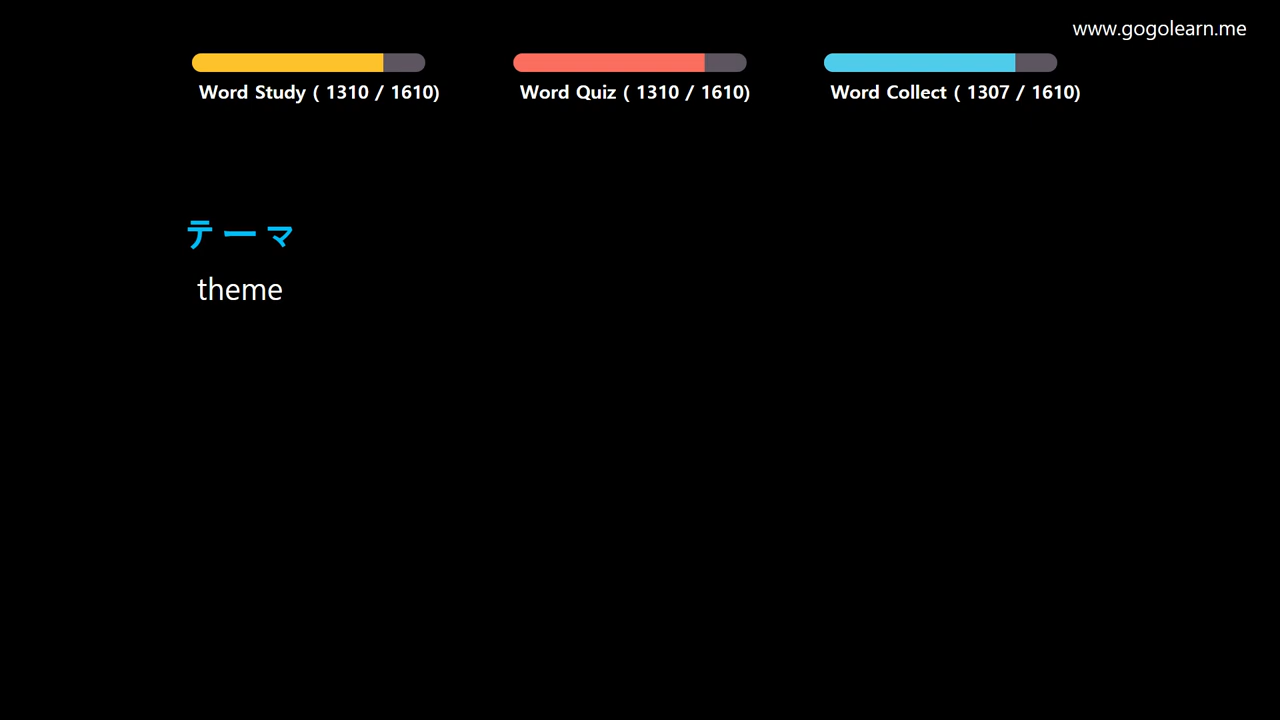 www.gogolearn.me
Word Study ( 1310 / 1610)
Word Quiz ( 1310 / 1610)
Word Collect ( 1307 / 1610)
テーマ
theme